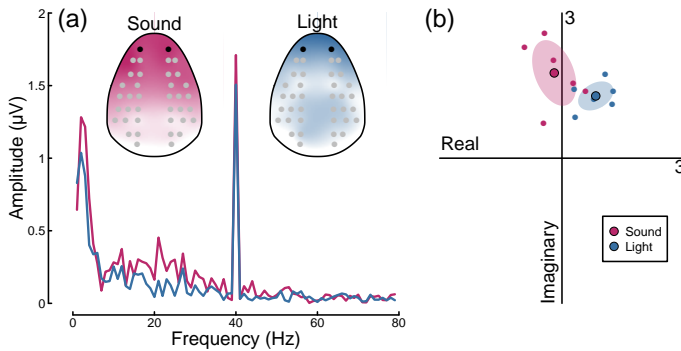 (a)
Sound
Light
Amplitude (μV)
2
1.5
1
0.5
0
0
20
40
60
80
Frequency (Hz)
(b)
3
Real
3
Imaginary
Sound
Light